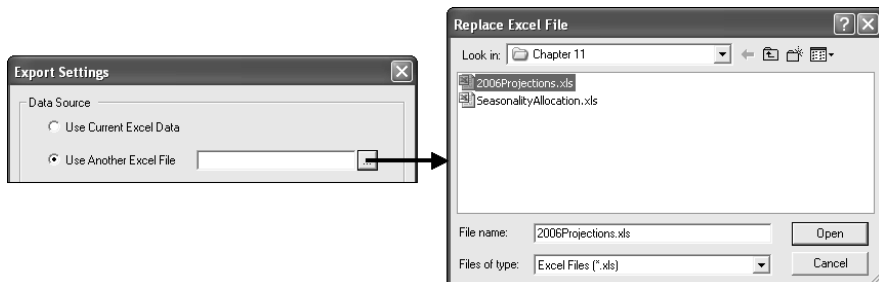 Export Settings
Data Source
Use Current Excel Data
Use Another Excel File
...
Replace Excel File
Look in: Chapter 11
2006Projections.xls
SeasonalityAllocation.xls
File name: 2006Projections.xls Open
Files of type: Excel Files (*.xls) Cancel